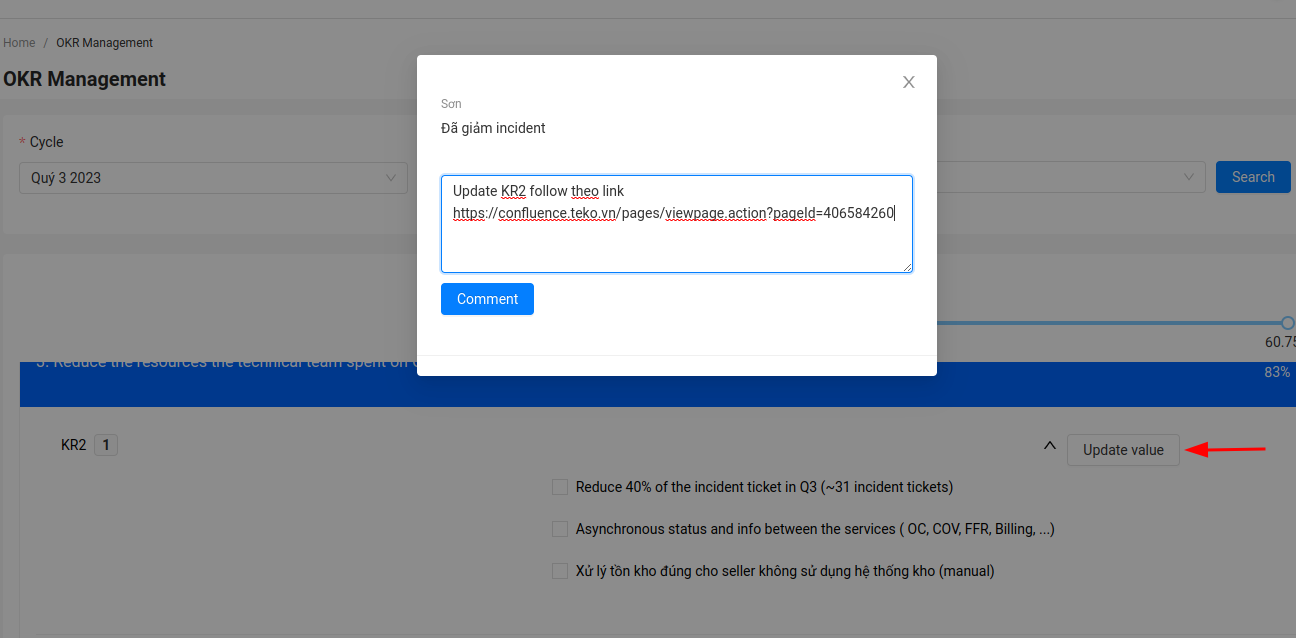 Home / OKR Management
OKR Management
* Cycle
Quý 3 2023
Search
Sơn
Đã giảm incident
Update KR2 follow theo link
https://confluence.teko.vn/pages/viewpage.action?pageId=406584260
Comment
60.75
3. Reduce the resources the technical team spent on
83%
KR2 1
Update value
Reduce 40% of the incident ticket in Q3 (~31 incident tickets)
Asynchronous status and info between the services ( OC, COV, FFR, Billing, ...)
Xử lý tồn kho đúng cho seller không sử dụng hệ thống kho (manual)